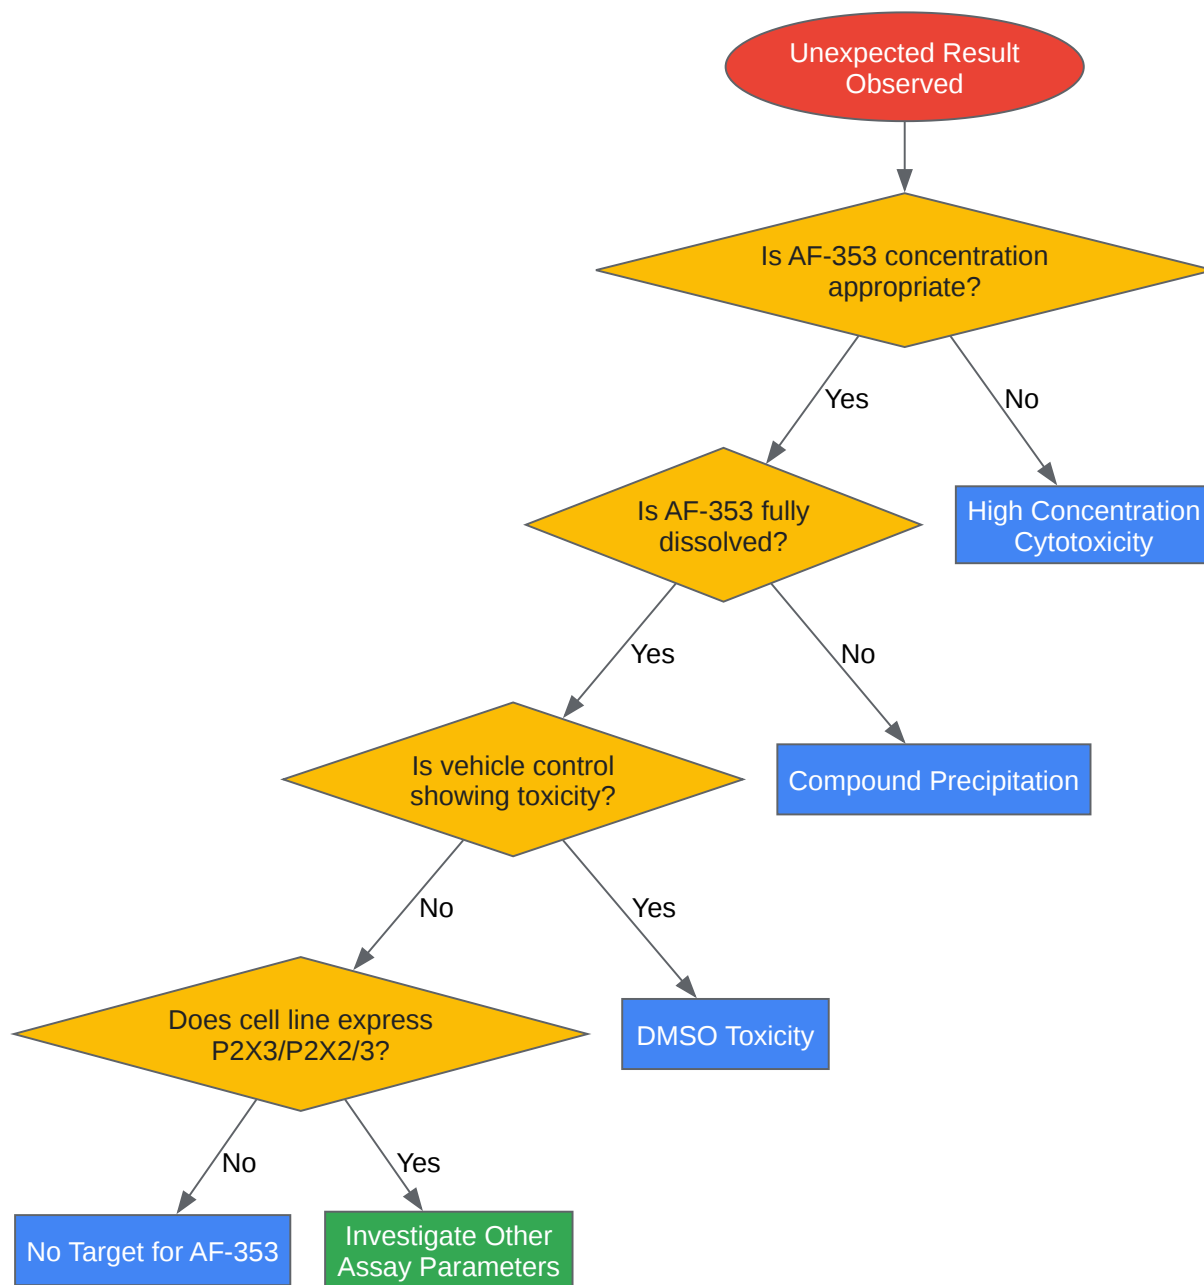 Unexpected Result
Observed
Is AF-353 concentration
appropriate?
Yes
No
Is AF-353 fully
dissolved?
High Concentration
Cytotoxicity
Yes
No
Is vehicle control
showing toxicity?
Compound Precipitation
No
Yes
Does cell line express
P2X3/P2X2/3?
DMSO Toxicity
No
Yes
No Target for AF-353
Investigate Other
Assay Parameters